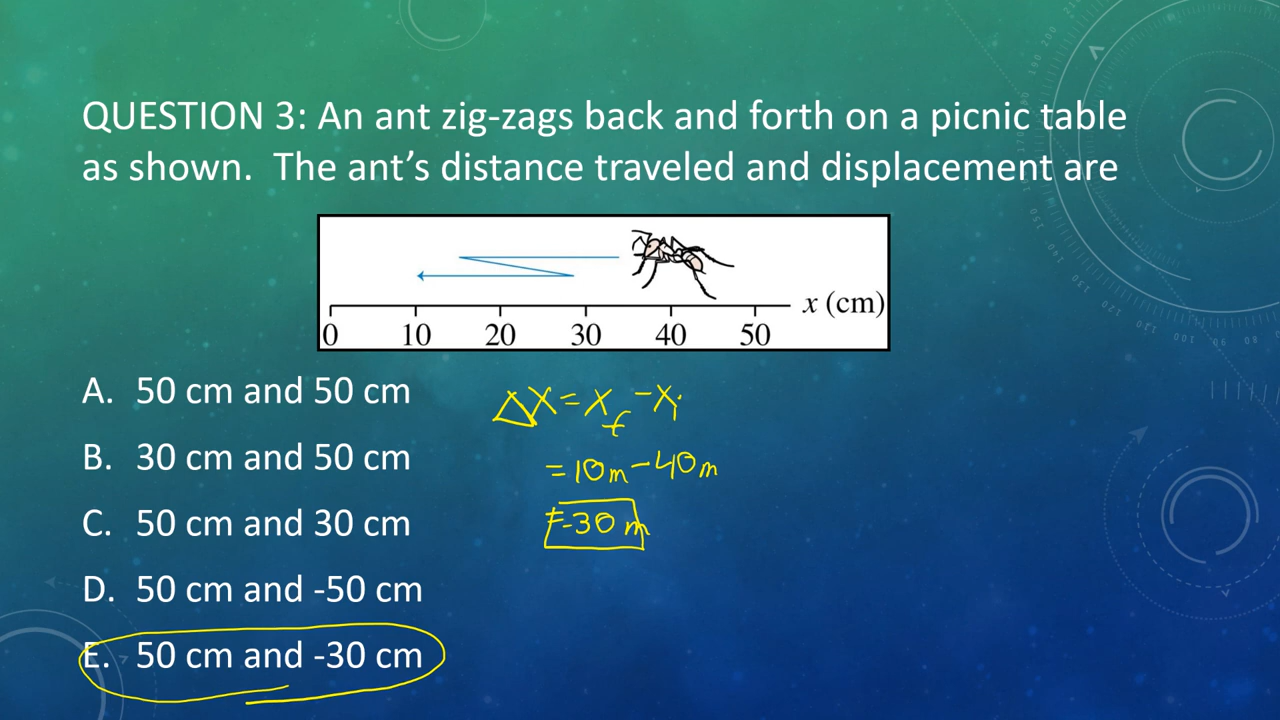 QUESTION 3: An ant zig-zags back and forth on a picnic table
as shown. The ant’s distance traveled and displacement are
x (cm)
0 10 20 30 40 50
A. 50 cm and 50 cm
B. 30 cm and 50 cm
C. 50 cm and 30 cm
D. 50 cm and -50 cm
E. 50 cm and -30 cm
Δx = x_f - x_i
= 10m - 40m
= -30 m